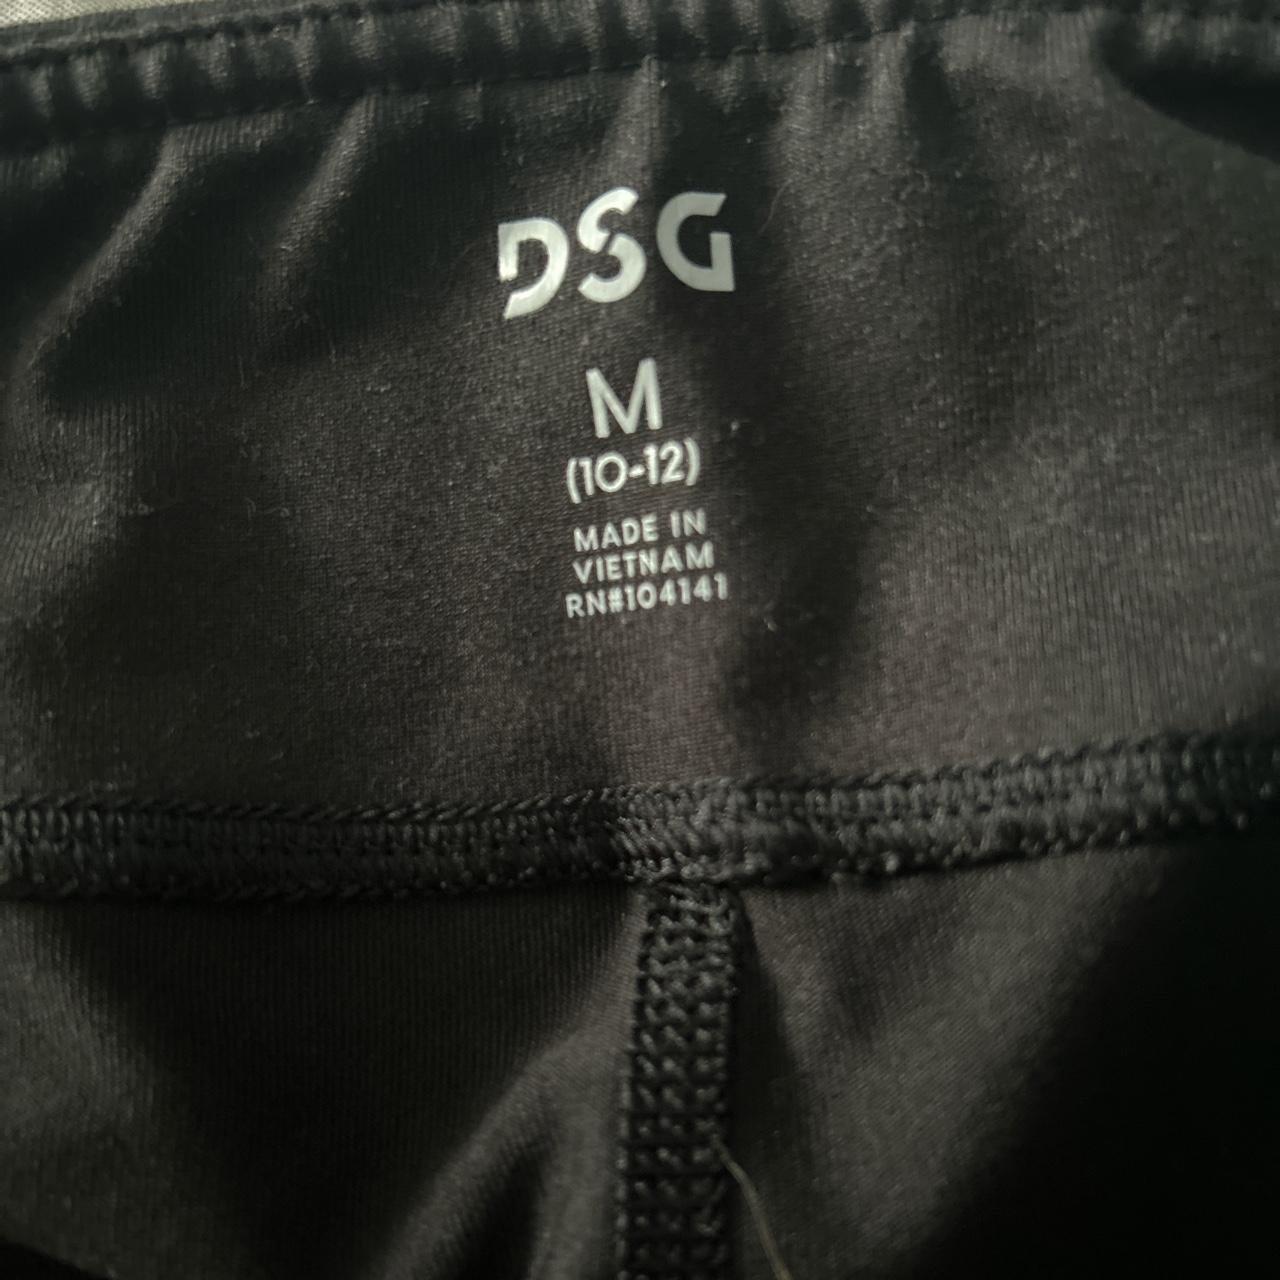 DSG
M
(10-12)
MADE IN
VIETNAM
RN#104141